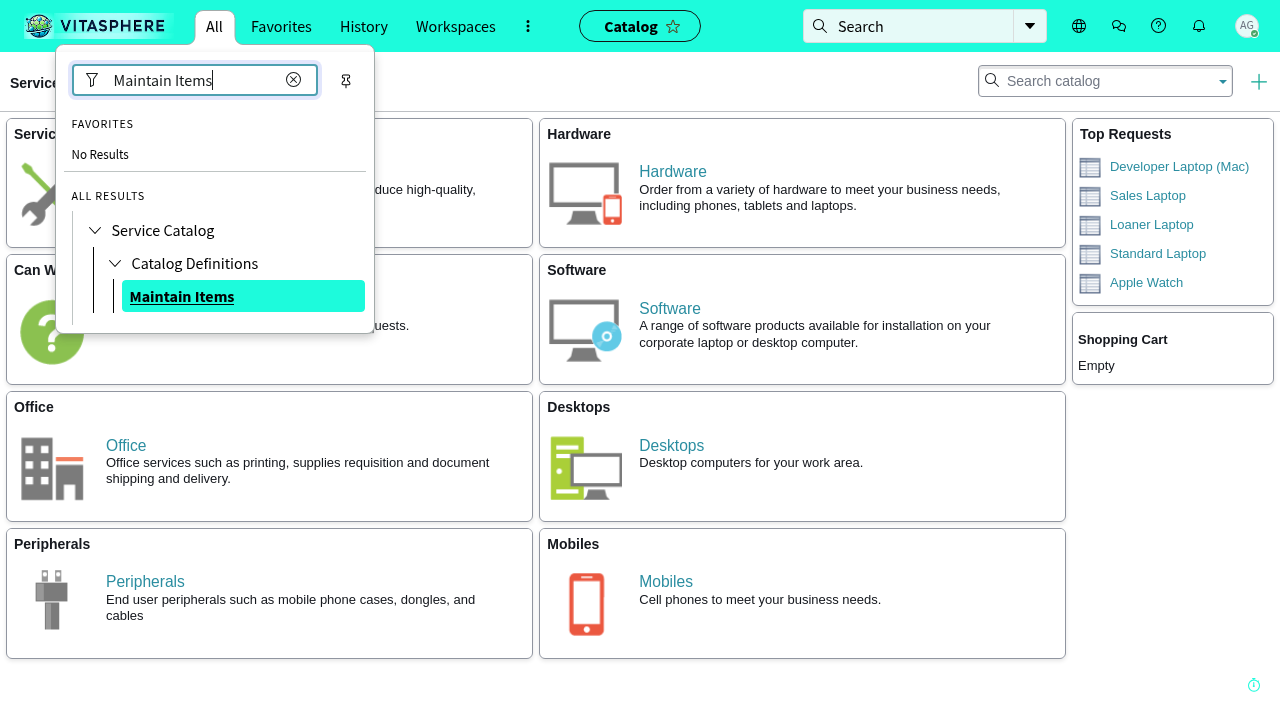 VITASPHERE
All
Favorites
History
Workspaces
Catalog
Search
AG
Service
Search catalog
Maintain Items
FAVORITES
No Results
ALL RESULTS
Service Catalog
Catalog Definitions
Maintain Items
Servic
duce high-quality,
Can W
uests.
Office
Office
Office services such as printing, supplies requisition and document
shipping and delivery.
Peripherals
Peripherals
End user peripherals such as mobile phone cases, dongles, and
cables
Hardware
Hardware
Order from a variety of hardware to meet your business needs,
including phones, tablets and laptops.
Software
Software
A range of software products available for installation on your
corporate laptop or desktop computer.
Desktops
Desktops
Desktop computers for your work area.
Mobiles
Mobiles
Cell phones to meet your business needs.
Top Requests
Developer Laptop (Mac)
Sales Laptop
Loaner Laptop
Standard Laptop
Apple Watch
Shopping Cart
Empty